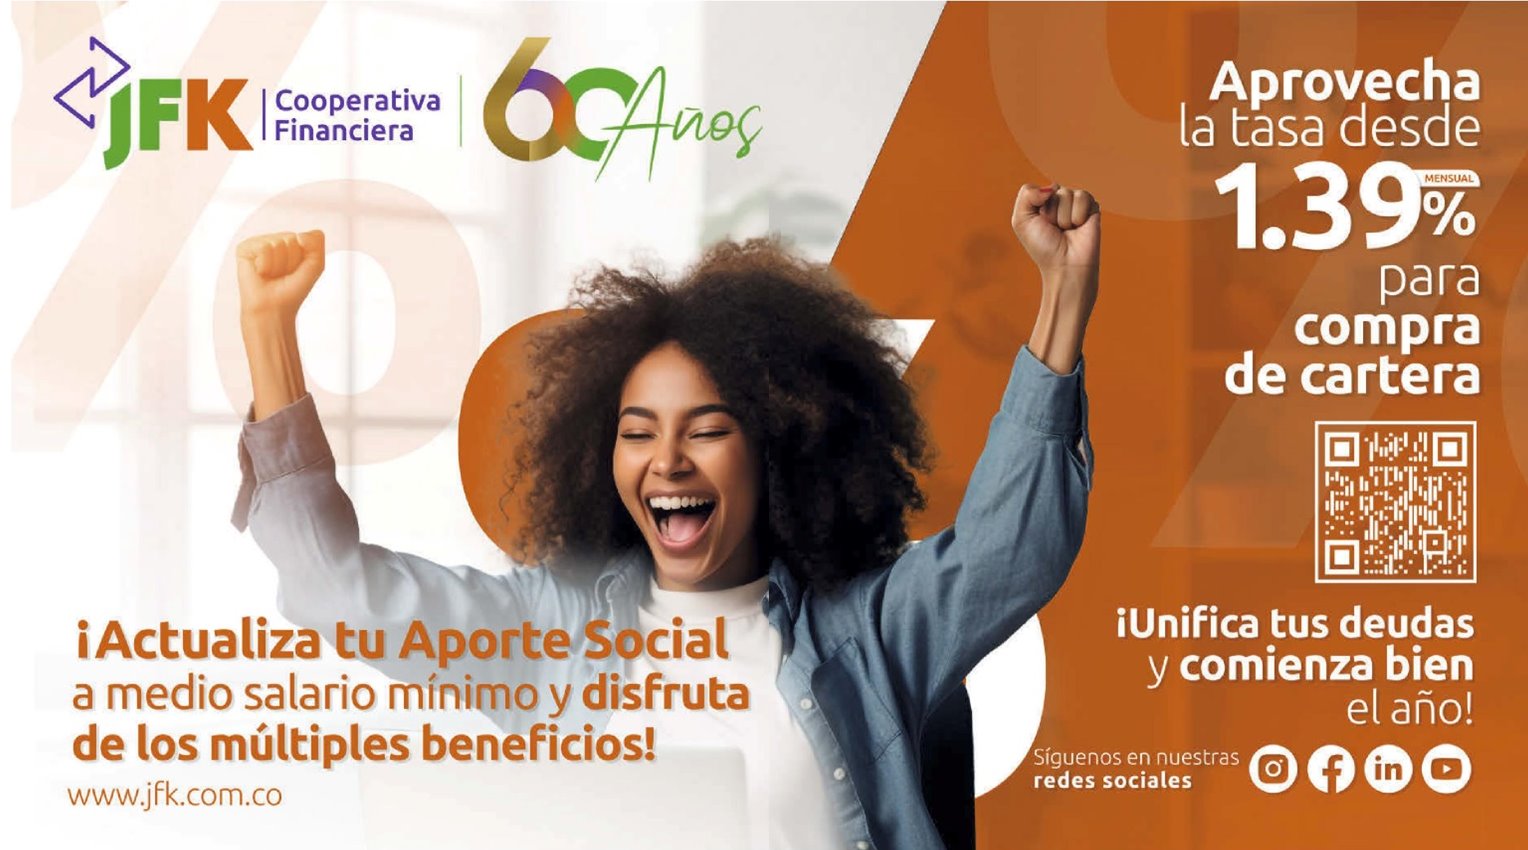 JFK
Cooperativa
Financiera
60 Años
Aprovecha
la tasa desde
1.39% MENSUAL
para
compra
de cartera
¡Unifica tus deudas
y comienza bien
el año!
Síguenos en nuestras
redes sociales
¡Actualiza tu Aporte Social
a medio salario mínimo y disfruta
de los múltiples beneficios!
www.jfk.com.co